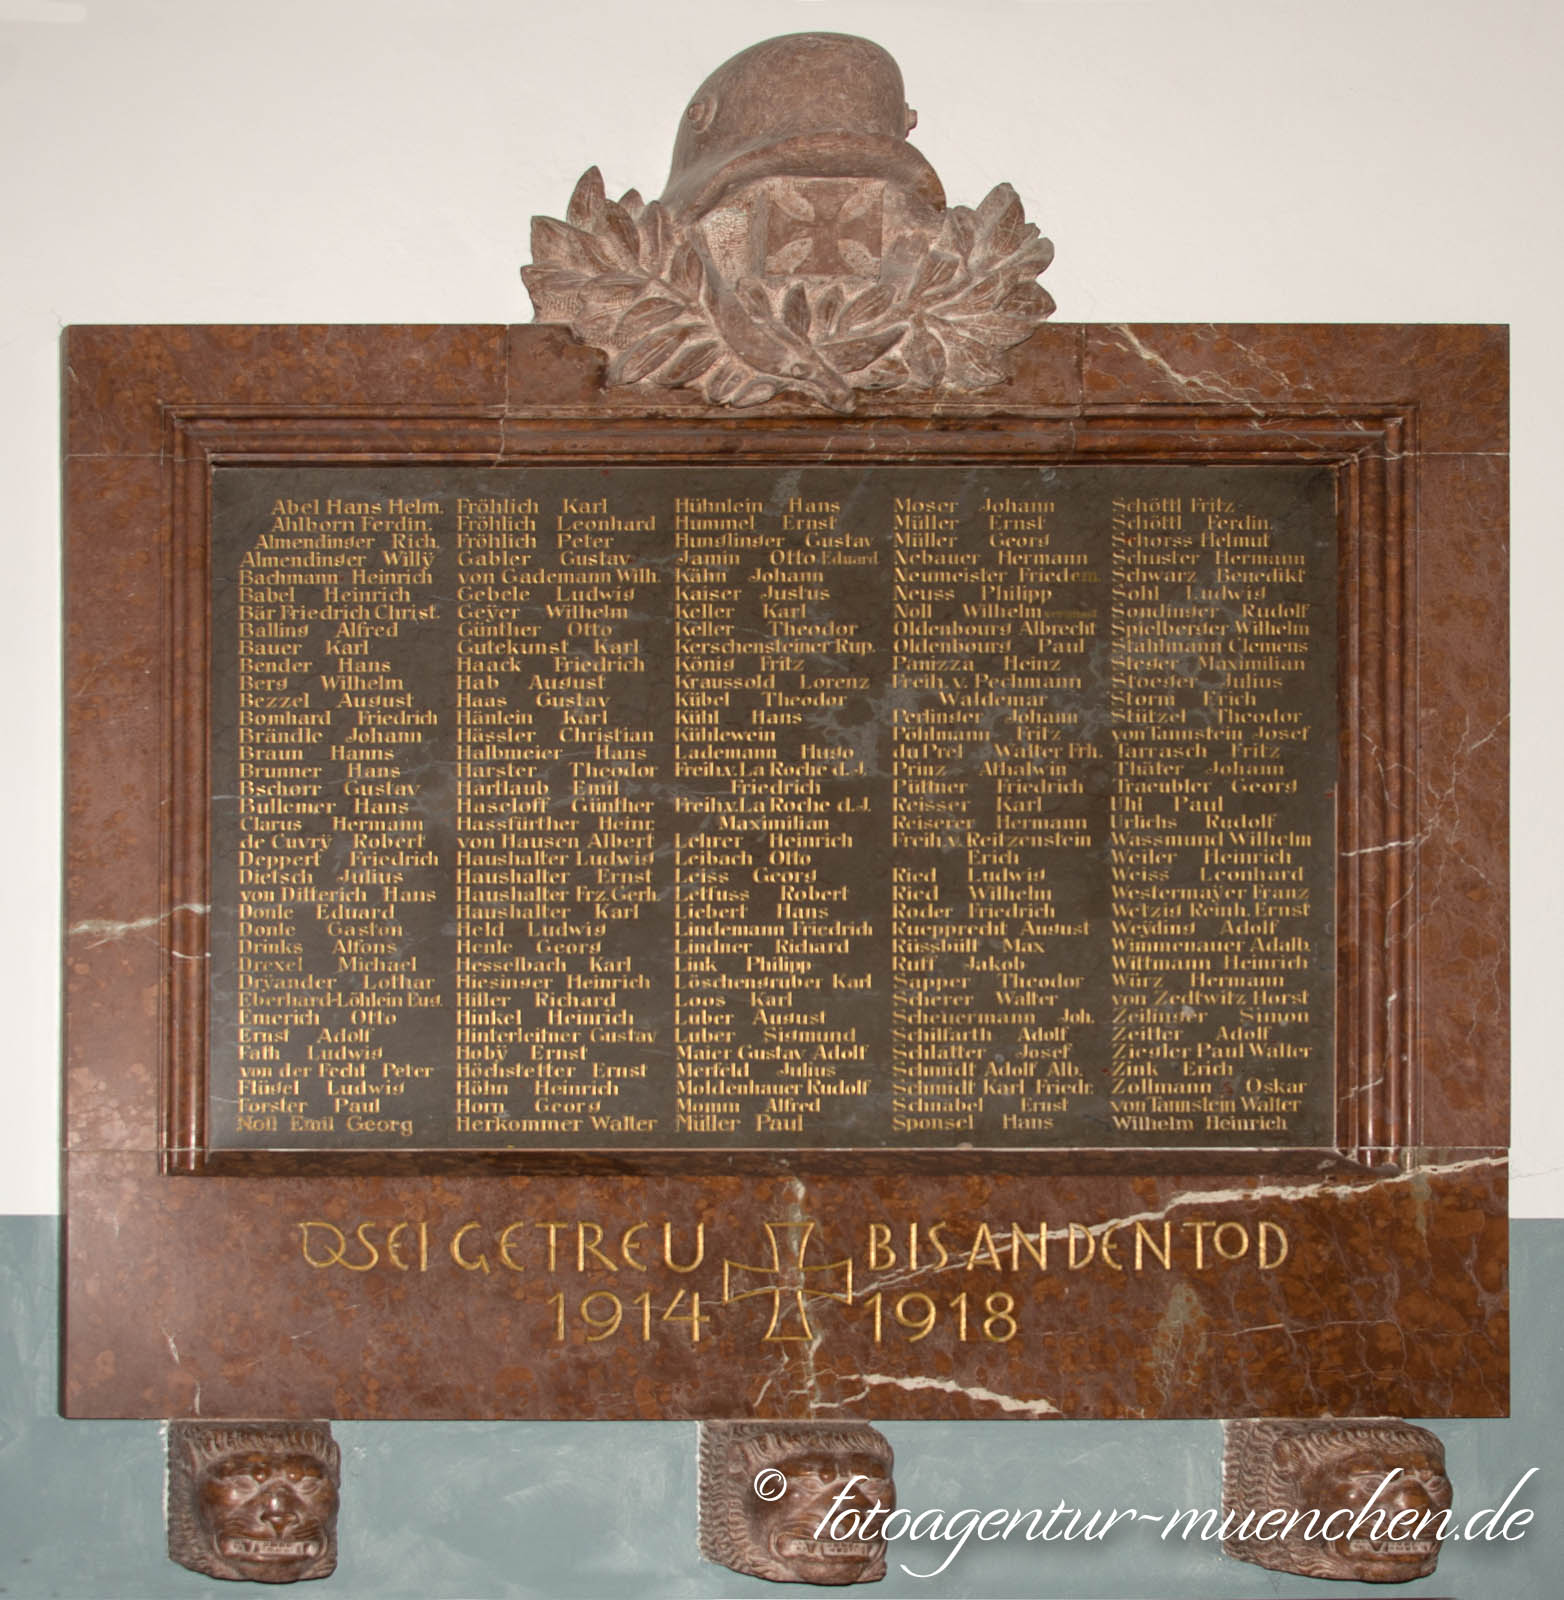 Abel Hans Helm.
Ahlborn Ferdin.
Almendinger Rich.
Almendinger Willÿ
Bachmann Heinrich
Babel Heinrich
Bär Friedrich Christ.
Balling Alfred
Bauer Karl
Bender Hans
Berg Wilhelm
Bezzel August
Bomhard Friedrich
Brändle Johann
Braun Hanns
Brunner Hans
Bschorr Gustav
Bullemer Hans
Clarus Hermann
de Cuvrÿ Robert
Deppert Friedrich
Dietsch Julius
von Ditterich Hans
Donle Eduard
Donle Gaston
Drinks Alfons
Drexel Michael
Dryander Lothar
Eberhard-Löhlein Eug.
Emerich Otto
Ernst Adolf
Fath Ludwig
von der Fecht Peter
Flügel Ludwig
Forster Paul
Noll Emil Georg
Fröhlich Karl
Fröhlich Leonhard
Fröhlich Peter
Gabler Gustav
von Gademann Wilh.
Gebele Ludwig
Geÿer Wilhelm
Günther Otto
Gutekunst Karl
Haack Friedrich
Hab August
Haas Gustav
Hänlein Karl
Hässler Christian
Halbmeier Hans
Harster Theodor
Hartlaub Emil
Hascloff Günther
Hassfürther Heinr.
von Hausen Albert
Haushalter Ludwig
Haushalter Ernst
Haushalter Frz. Gerh.
Haushalter Karl
Held Ludwig
Henle Georg
Hesselbach Karl
Hiesinger Heinrich
Hiller Richard
Hinkel Heinrich
Hinterleitner Gustav
Hobÿ Ernst
Höchstetter Ernst
Höhn Heinrich
Horn Georg
Herkommer Walter
Hühnlein Hans
Hummel Ernst
Hunglinger Gustav
Jamin Otto Eduard
Kähn Johann
Kaiser Justus
Keller Karl
Keller Theodor
Kerschensteiner Rup.
König Fritz
Kraussold Lorenz
Kübel Theodor
Kühl Hans
Kühlewein
Lademann Hugo
Freih.v.La Roche d. J.
Friedrich
Freih.v.La Roche d. J.
Maximilian
Lehrer Heinrich
Leibach Otto
Leiss Georg
Letfuss Robert
Liebert Hans
Lindemann Friedrich
Lindner Richard
Link Philipp
Löschengruber Karl
Loos Karl
Luber August
Luber Sigmund
Maier Gustav Adolf
Merfeld Julius
Moldenhauer Rudolf
Momm Alfred
Müller Paul
Moser Johann
Müller Ernst
Müller Georg
Nebauer Hermann
Neumeister Friedem.
Neuss Philipp
Noll Wilhelm
Oldenbourg Albrecht
Oldenbourg Paul
Panizza Heinz
Freih. v. Pechmann
Waldemar
Perlinger Johann
Pöhlmann Fritz
du Prel Walter Frh.
Prinz Athalwin
Püttner Friedrich
Reisser Karl
Reiserer Hermann
Freih.v.Reitzenstein
Erich
Ried Ludwig
Ried Wilhelm
Roder Friedrich
Ruepprecht August
Rüssbült Max
Ruff Jakob
Sapper Theodor
Scherer Walter
Scheuermann Joh.
Schilfarth Adolf
Schlatter Josef
Schmidt Adolf Alb.
Schmidt Karl Friedr.
Schnabel Ernst
Sponsel Hans
Schöttl Fritz
Schöttl Ferdin.
Schorss Helmut
Schuster Hermann
Schwarz Benedikt
Sohl Ludwig
Sondinger Rudolf
Spielberger Wilhelm
Stahlmann Clemens
Steger Maximilian
Stoeger Julius
Storm Erich
Stützel Theodor
von Tannstein Josef
Tarrasch Fritz
Thäter Johann
Traeubler Georg
Uhl Paul
Urlichs Rudolf
Wassmund Wilhelm
Weiler Heinrich
Weiss Leonhard
Westermaÿer Franz
Wetzig Reinh. Ernst
Weÿding Adolf
Wimmenauer Adalb.
Wittmann Heinrich
Würz Hermann
von Zedtwitz Horst
Zeilinger Simon
Zeitler Adolf
Ziegler Paul Walter
Zink Erich
Zollmann Oskar
von Tannstein Walter
Wilhelm Heinrich
SEI GETREU BIS AN DEN TOD
1914 1918
© fotoagentur-muenchen.de